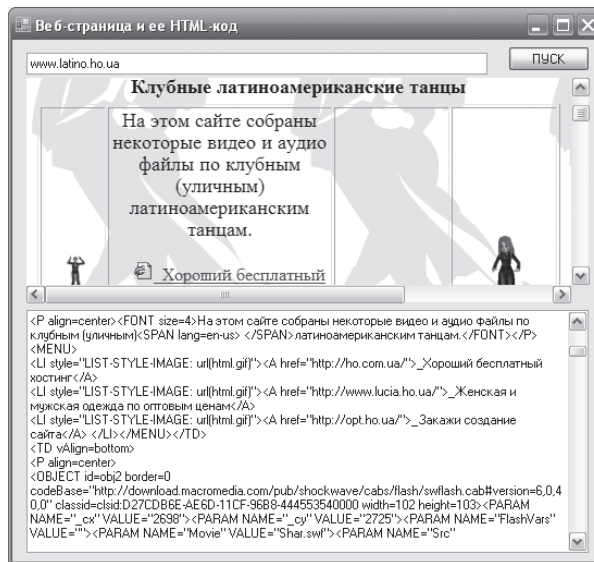 Веб-страница и ее HTML-код
www.latino.ho.ua
ПУСК
Клубные латиноамериканские танцы
На этом сайте собраны
некоторые видео и аудио
файлы по клубным
(уличным)
латиноамериканским
танцам.
_Хороший бесплатный
<P align=center><FONT size=4>На этом сайте собраны некоторые видео и аудио файлы по
клубным (уличным)<SPAN lang=en-us> </SPAN>латиноамериканским танцам.</FONT></P>
<MENU>
<LI style="LIST-STYLE-IMAGE: url(html.gif)"><A href="http://ho.com.ua/">_Хороший бесплатный
хостинг</A>
<LI style="LIST-STYLE-IMAGE: url(html.gif)"><A href="http://www.lucia.ho.ua/">_Женская и
мужская одежда по оптовым ценам</A>
<LI style="LIST-STYLE-IMAGE: url(html.gif)"><A href="http://opt.ho.ua/">_Закажи создание
сайта</A> </LI></MENU></TD>
<TD vAlign=bottom>
<P align=center>
<OBJECT id=obj2 border=0
codeBase="http://download.macromedia.com/pub/shockwave/cabs/flash/swflash.cab#version=6,0,4
0,0" classid=clsid:D27CDB6E-AE6D-11CF-96B8-444553540000 width=102 height=103><PARAM
NAME="_cx" VALUE="2698"><PARAM NAME="_cy" VALUE="2725"><PARAM NAME="FlashVars"
VALUE=""><PARAM NAME="Movie" VALUE="Shar.swf"><PARAM NAME="Src"